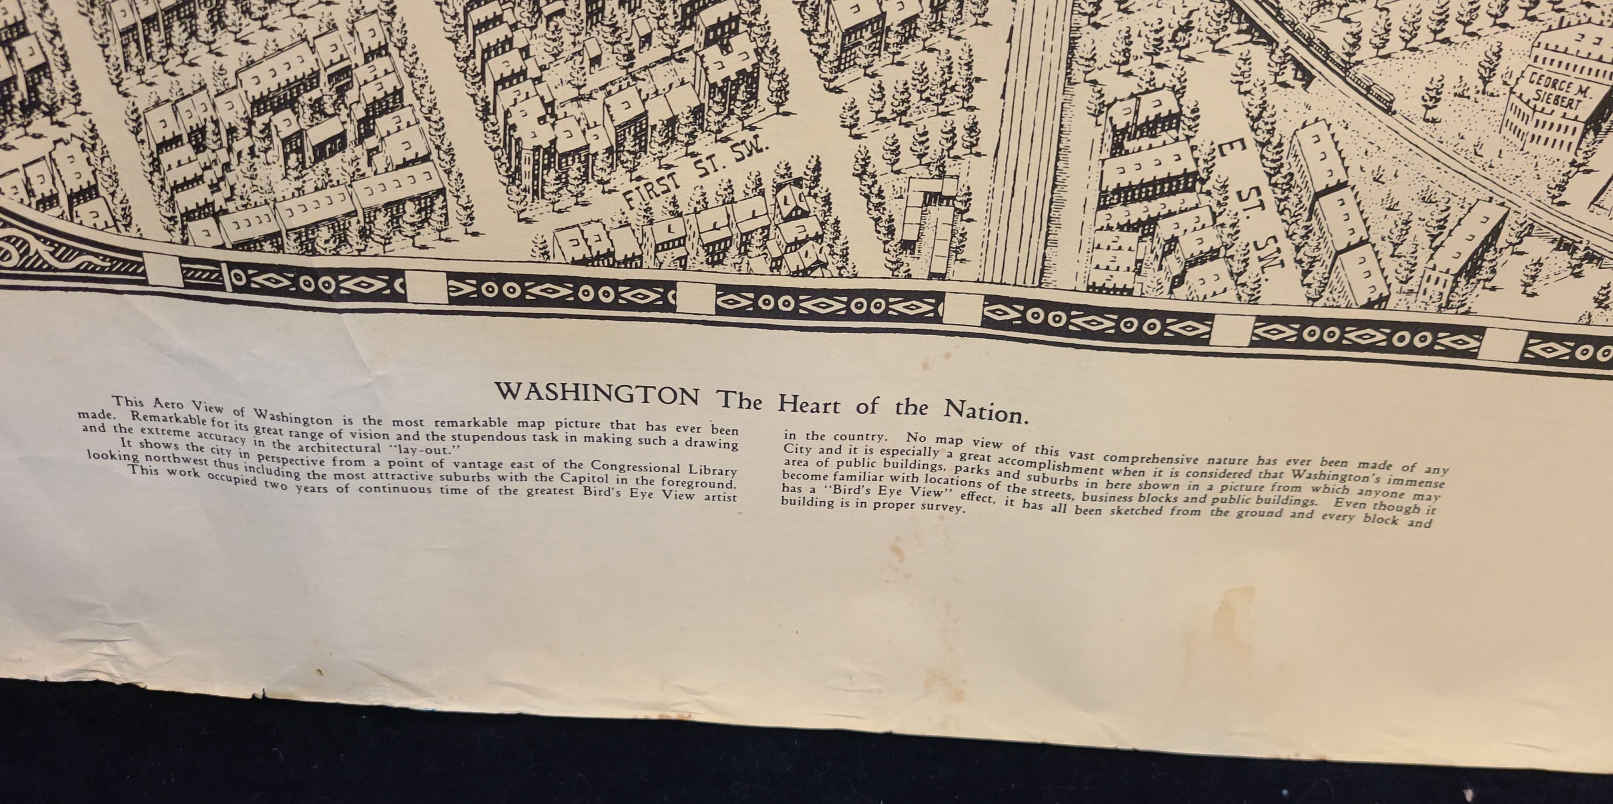 GEORGE M.
SIEBERT
FIRST ST. SW.
E ST. SW.
WASHINGTON The Heart of the Nation.
This Aero View of Washington is the most remarkable map picture that has ever been
made. Remarkable for its great range of vision and the stupendous task in making such a drawing
and the extreme accuracy in the architectural "lay-out."
It shows the city in perspective from a point of vantage east of the Congressional Library
looking northwest thus including the most attractive suburbs with the Capitol in the foreground.
This work occupied two years of continuous time of the greatest Bird's Eye View artist
in the country. No map view of this vast comprehensive nature has ever been made of any
City and it is especially a great accomplishment when it is considered that Washington's immense
area of public buildings, parks and suburbs in here shown in a picture from which anyone may
become familiar with locations of the streets, business blocks and public buildings. Even though it
has a "Bird's Eye View" effect, it has all been sketched from the ground and every block and
building is in proper survey.